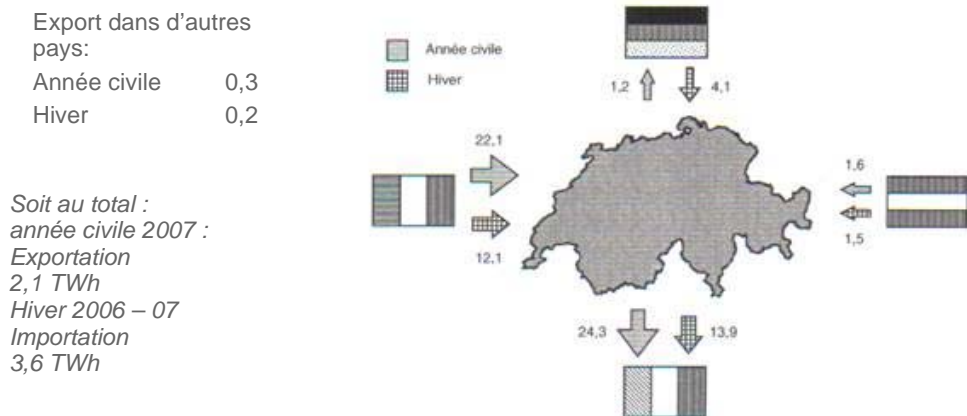 Export dans d'autres
pays:
Année civile 0,3
Hiver 0,2
Soit au total :
année civile 2007 :
Exportation
2,1 TWh
Hiver 2006 – 07
Importation
3,6 TWh
Année civile
Hiver
1,2
4,1
22,1
12,1
1,6
1,5
24,3
13,9